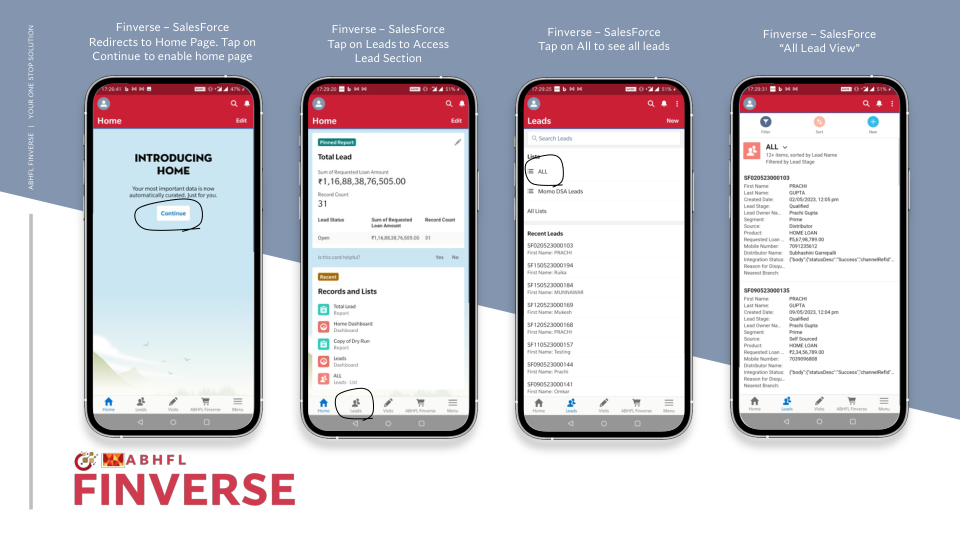 ABHFL FINVERSE | YOUR ONE STOP SOLUTION
Finverse – SalesForce
Redirects to Home Page. Tap on
Continue to enable home page
17:26:41
47%
Home
Edit
INTRODUCING
HOME
Your most important data is now
automatically curated. Just for you.
Continue
Home Leads Visits ABHFL Finverse Menu
Finverse – SalesForce
Tap on Leads to Access
Lead Section
17:29:20
51%
Home
Edit
Pinned Report
Total Lead
Sum of Requested Loan Amount
₹1,16,88,38,76,505.00
Record Count
31
Lead Status Sum of Requested Loan Amount Record Count
Open ₹1,16,88,38,76,505.00 31
Is this card helpful? Yes No
Recent
Records and Lists
Total Lead
Report
Home Dashboard
Dashboard
Copy of Dry Run
Report
Leads
Dashboard
ALL
Leads · List
Home Leads Visits ABHFL Finverse Menu
Finverse – SalesForce
Tap on All to see all leads
17:29:25
51%
Leads
New
Search Leads
Lists
ALL
Momo DSA Leads
All Lists
Recent Leads
SF020523000103
First Name: PRACHI
SF150523000194
First Name: Ruika
SF150523000184
First Name: MUNNAWAR
SF120523000169
First Name: Mukesh
SF120523000168
First Name: PRACHI
SF110523000157
First Name: Testing
SF090523000144
First Name: Prachi
SF090523000141
First Name: Omkar
Home Leads Visits ABHFL Finverse Menu
Finverse – SalesForce
“All Lead View”
17:29:31
51%
Filter Sort New
ALL
12+ items, sorted by Lead Name
Filtered by Lead Stage
SF020523000103
First Name: PRACHI
Last Name: GUPTA
Created Date: 02/05/2023, 12:05 pm
Lead Stage: Qualified
Lead Owner Na... Prachi Gupta
Segment: Prime
Source: Distributor
Product: HOME LOAN
Requested Loan ... ₹5,67,98,789.00
Mobile Number: 7091235612
Distributor Name: Subhashini Garrepalli
Integration Status: {"body":{"statusDesc":"Success","channelRefId"...
Reason for Disqu...
Nearest Branch:
SF090523000135
First Name: PRACHI
Last Name: GUPTA
Created Date: 09/05/2023, 12:04 pm
Lead Stage: Qualified
Lead Owner Na... Prachi Gupta
Segment: Prime
Source: Self Sourced
Product: HOME LOAN
Requested Loan ... ₹2,34,56,789.00
Mobile Number: 7039696808
Distributor Name:
Integration Status: {"body":{"statusDesc":"Success","channelRefId"...
Reason for Disqu...
Nearest Branch:
Home Leads Visits ABHFL Finverse Menu
ABHFL
FINVERSE